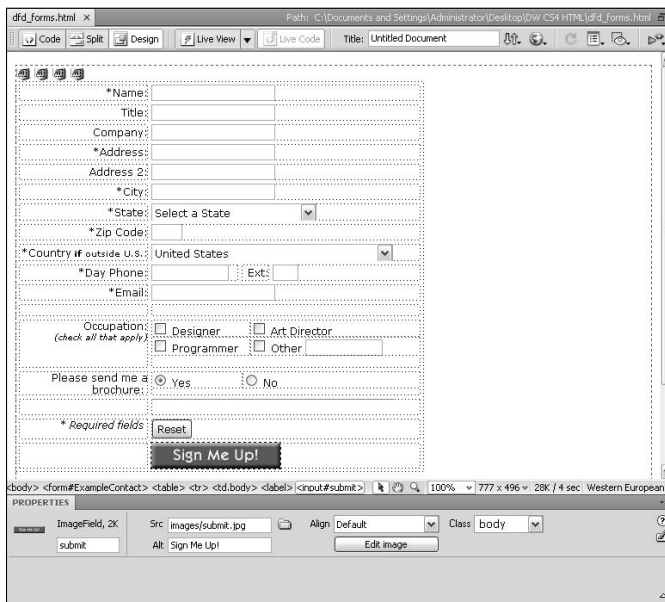 dfd_forms.html × Path: C:\Documents and Settings\Administrator\Desktop\DW CS4 HTML\dfd_forms.html
Code Split Design Live View Live Code Title: Untitled Document
*Name:
Title:
Company:
*Address:
Address 2:
*City:
*State: Select a State
*Zip Code:
*Country if outside U.S.: United States
*Day Phone: Ext:
*Email:
Occupation: Designer Art Director
(check all that apply) Programmer Other
Please send me a brochure: Yes No
* Required fields Reset
Sign Me Up!
<body> <form#ExampleContact> <table> <tr> <td.body> <label> <input#submit> 100% 777 x 496 28K / 4 sec Western European
PROPERTIES
ImageField, 2K Src images/submit.jpg Align Default Class body
submit Alt Sign Me Up! Edit image